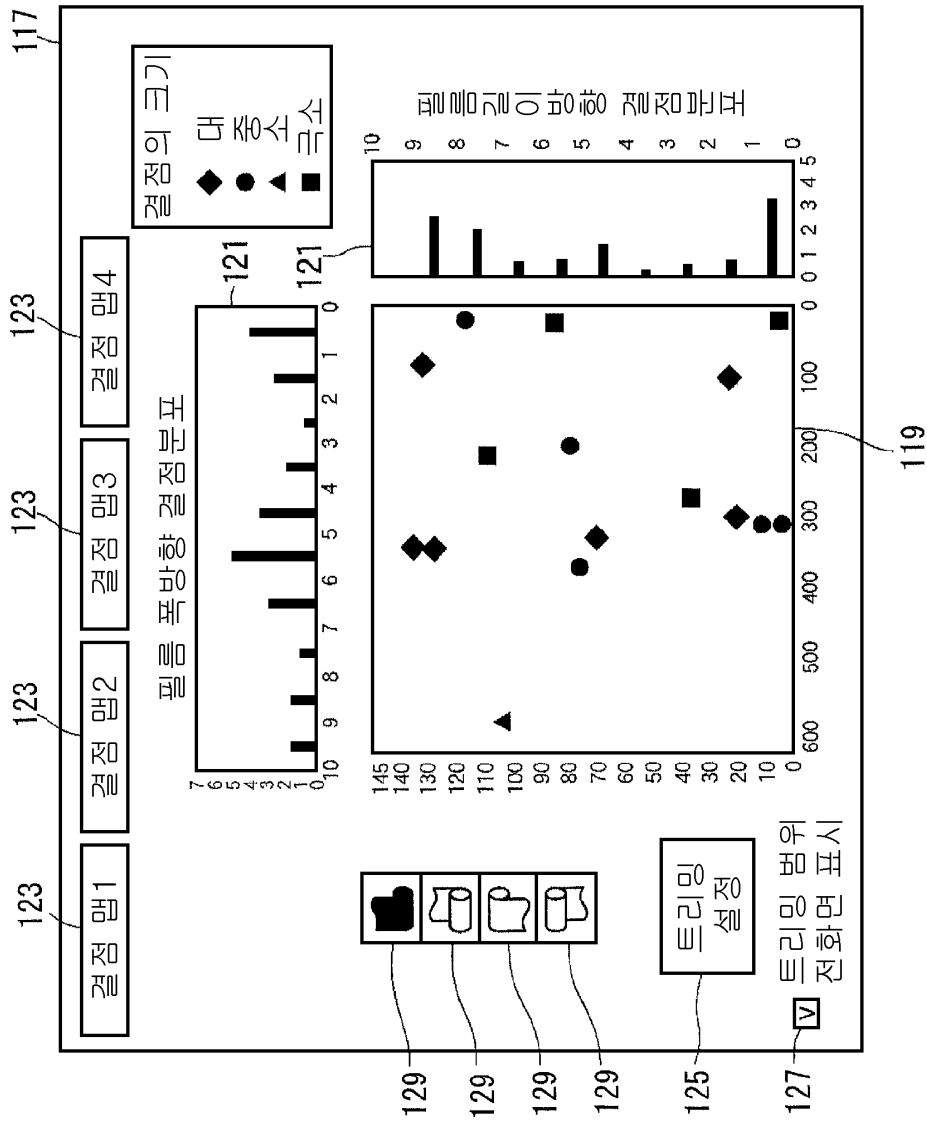 123
123
123
123
117
결점 맵1
결점 맵2
결점 맵3
결점 맵4
필름 폭방향 결점분포
결점의 크기
대
중
소
극소
7
6
5
4
3
2
1
0
10 9 8 7 6 5 4 3 2 1 0
121
121
129
129
129
129
145
140
130
120
110
100
90
80
70
60
50
40
30
20
10
0
600 500 400 300 200 100 0
119
10
9
8
7
6
5
4
3
2
1
0
0 1 2 3 4 5
필름길이방향 결점분포
125
트리밍
설정
127
V
트리밍 범위
전화면 표시